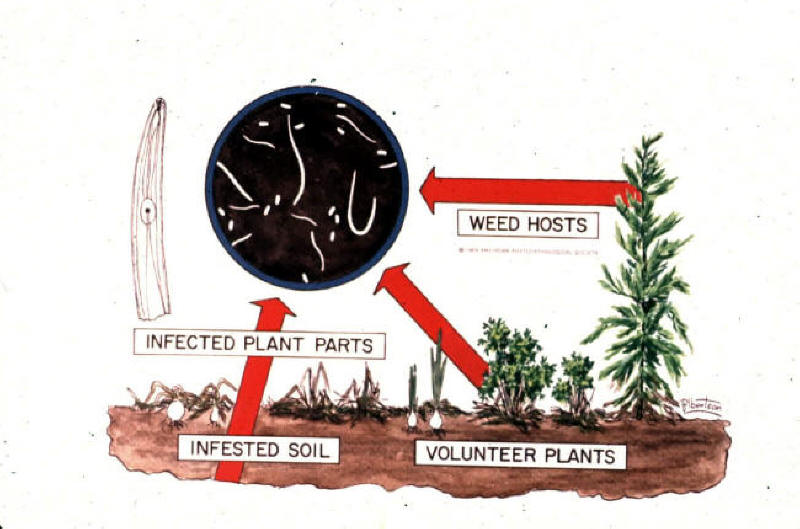 WEED HOSTS
INFECTED PLANT PARTS
INFESTED SOIL
VOLUNTEER PLANTS